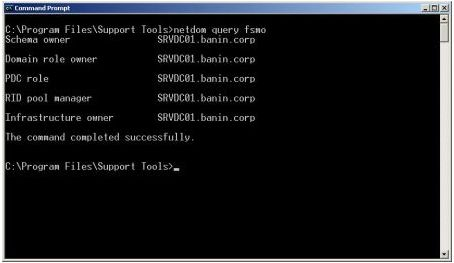 Command Prompt
C:\Program Files\Support Tools>netdom query fsmo
Schema owner SRVDC01.banin.corp
Domain role owner SRVDC01.banin.corp
PDC role SRVDC01.banin.corp
RID pool manager SRVDC01.banin.corp
Infrastructure owner SRVDC01.banin.corp
The command completed successfully.
C:\Program Files\Support Tools>_